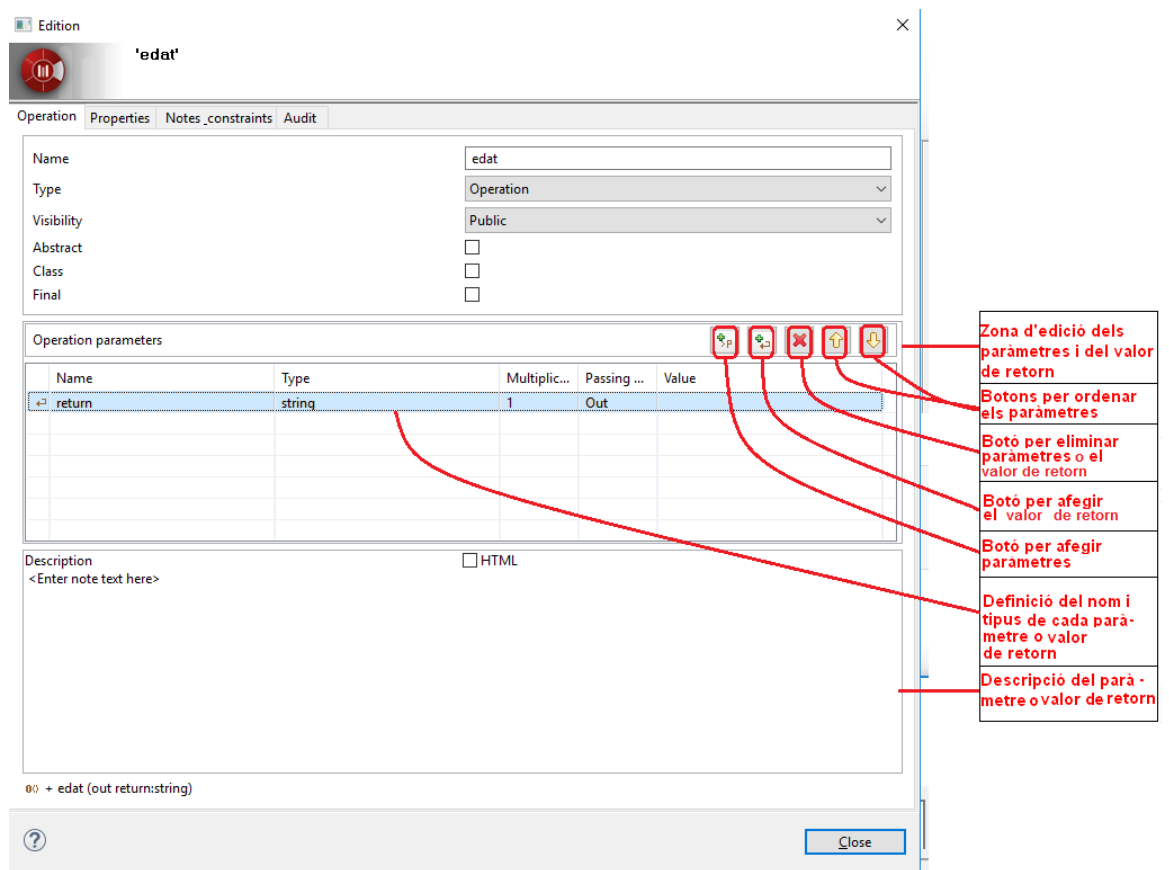 Edition
'edat'
Operation Properties Notes_constraints Audit
Name edat
Type Operation
Visibility Public
Abstract
Class
Final
Operation parameters
Name Type Multiplic... Passing ... Value
return string 1 Out
Description HTML
<Enter note text here>
+ edat (out return:string)
Close
Zona d'edició dels
paràmetres i del valor
de retorn
Botons per ordenar
els paràmetres
Botó per eliminar
paràmetres o el
valor de retorn
Botó per afegir
el valor de retorn
Botó per afegir
paràmetres
Definició del nom i
tipus de cada parà-
metre o valor
de retorn
Descripció del parà -
metre o valor de retorn